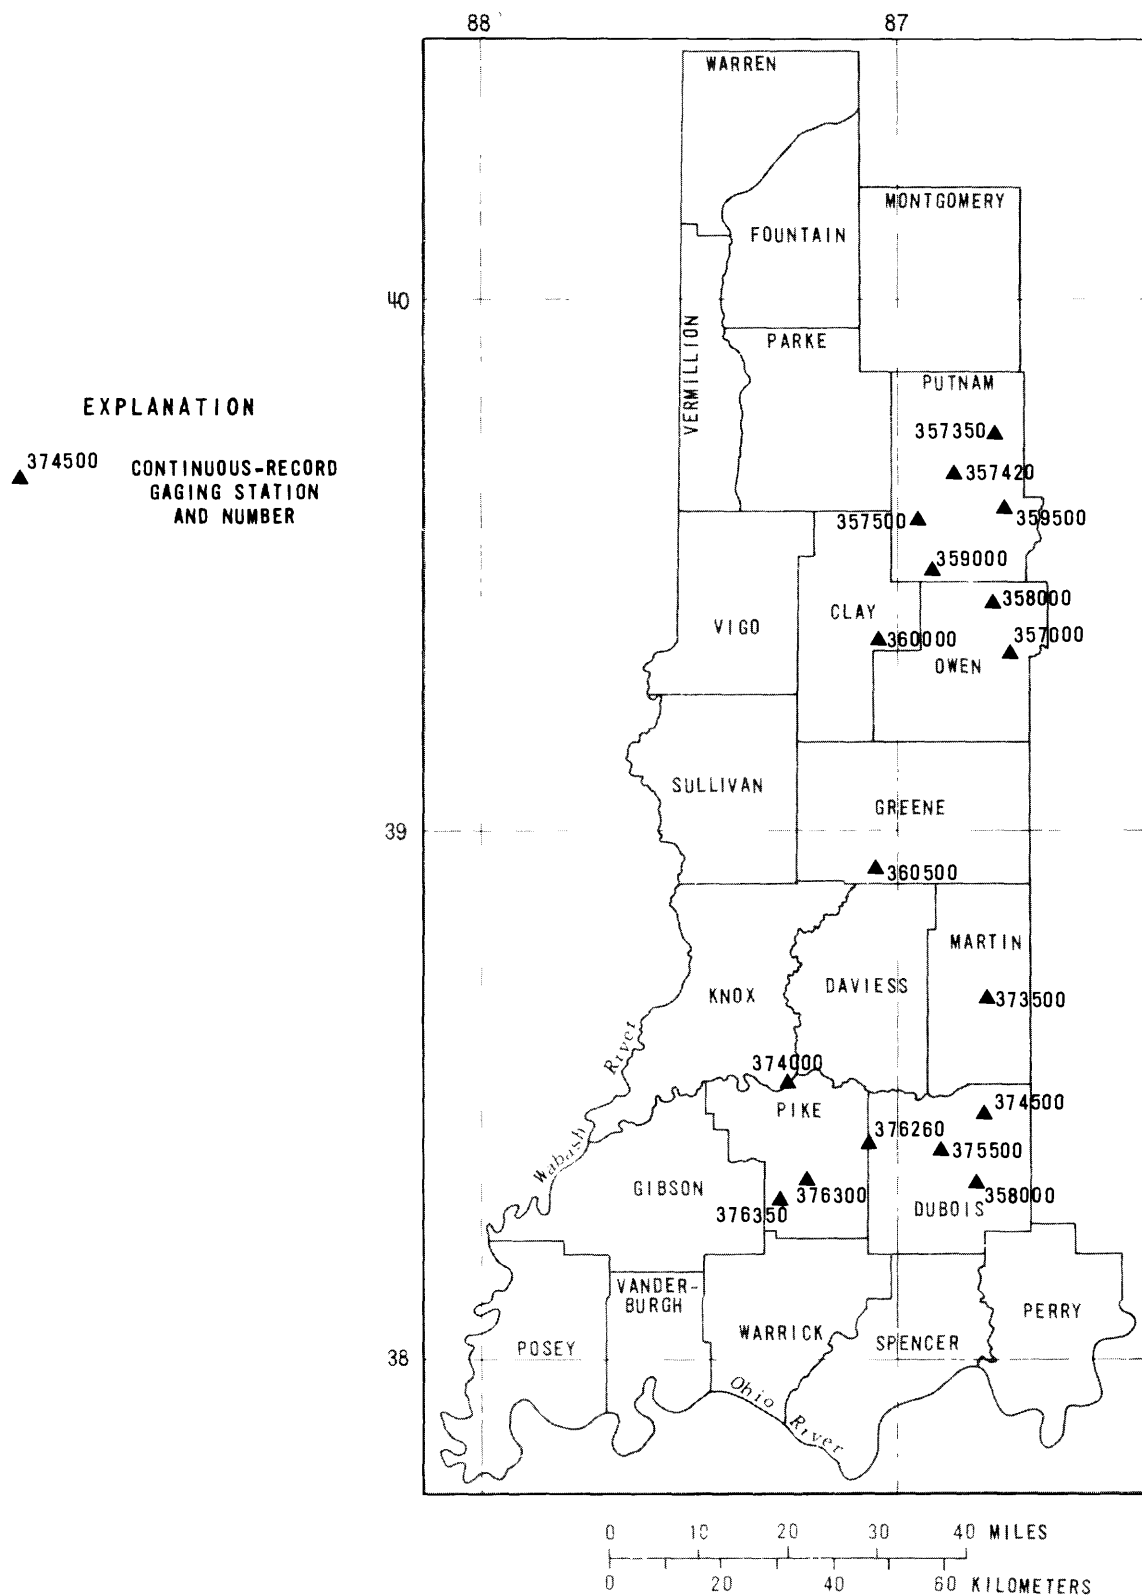 88 87
WARREN
MONTGOMERY
FOUNTAIN
40
VERMILLION
PARKE
PUTNAM
EXPLANATION
374500
CONTINUOUS-RECORD
GAGING STATION
AND NUMBER
357350
357420
357500
359500
359000
358000
CLAY
360000
357000
VIGO
OWEN
SULLIVAN
GREENE
39
360500
MARTIN
DAVIESS
KNOX
373500
River
374000
PIKE
374500
376260
375500
Wabash
GIBSON
376300
358000
376350
DUBOIS
VANDER-
BURGH
PERRY
WARRICK
SPENCER
POSEY
38
Ohio River
0 10 20 30 40 MILES
0 20 40 60 KILOMETERS